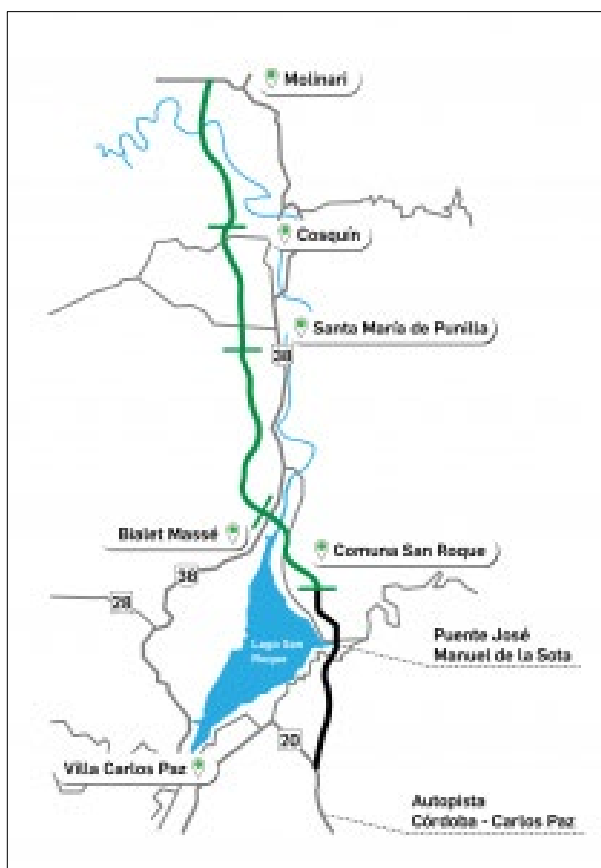 Molinari
Cosquín
Santa María de Punilla
38
Bialet Massé
Comuna San Roque
38
28
Puente José
Manuel de la Sota
Lago San
Roque
20
Villa Carlos Paz
Autopista
Córdoba - Carlos Paz